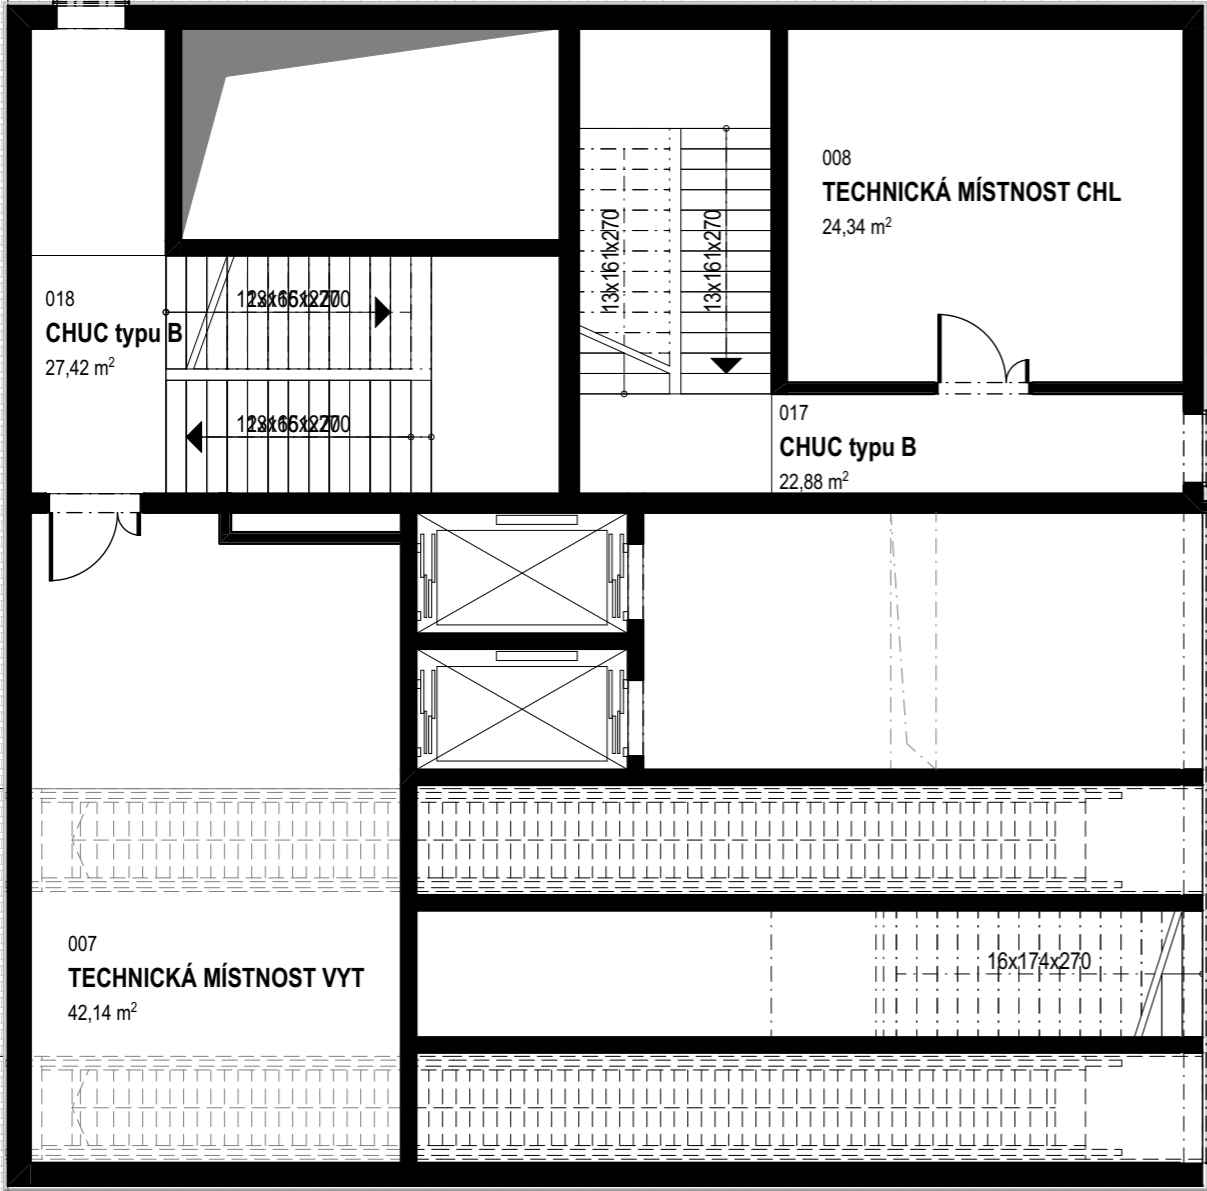 008
TECHNICKÁ MÍSTNOST CHL
24,34 m²
13x161x270
13x161x270
018
CHUC typu B
27,42 m²
017
CHUC typu B
22,88 m²
16x174x270
007
TECHNICKÁ MÍSTNOST VYT
42,14 m²